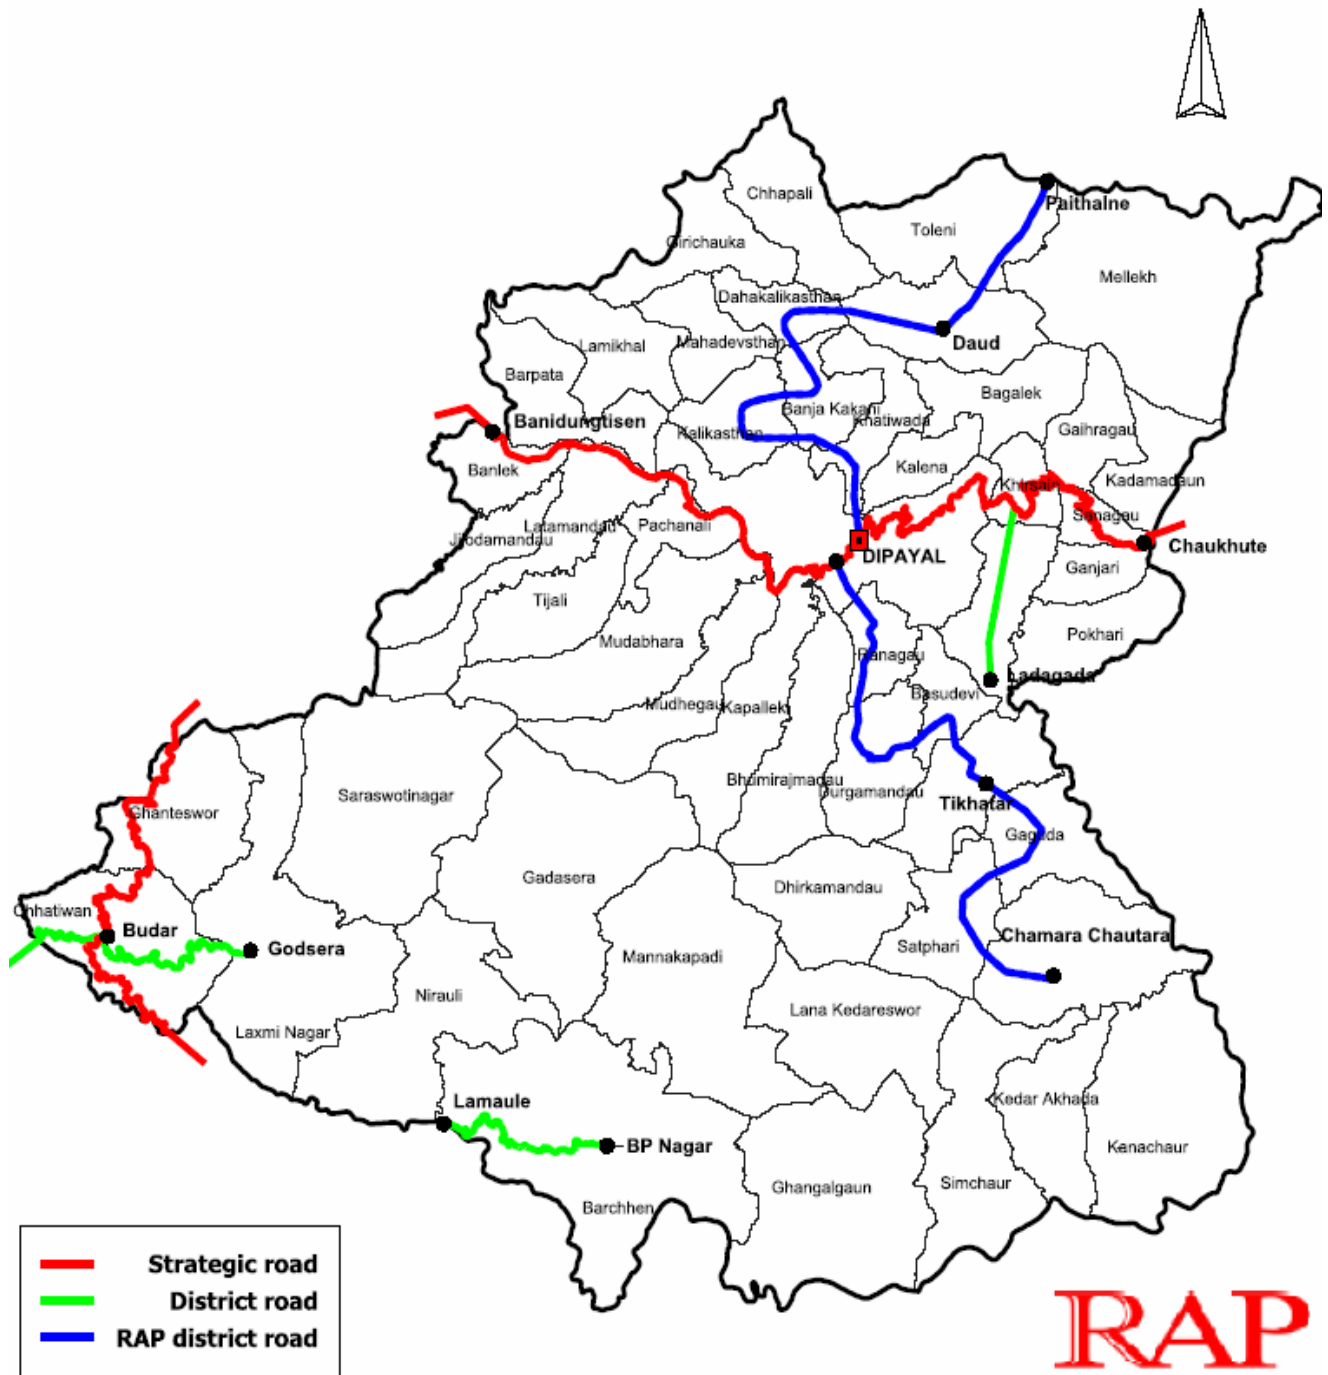 Chhapali
Paithalne
Toleni
Girichauka
Mellekh
Dahakalikasthan
Mahadevsthan
Lamikhal
Daud
Barpata
Bagalek
Banja Kakani
Banidungtisen
Khatiwada
Kalikasthan
Gaihragau
Banlek
Kalena
Khirsain
Kadamadaun
Sanagau
Latamandau
Pachanali
Jijodamandau
Chaukhute
DIPAYAL
Ganjari
Tijali
Pokhari
Mudabhara
Ranagau
Ladagada
Basudevi
Mudhegau
Kapallek
Bhumirajmadau
Durgamandau
Saraswotinagar
Tikhatar
Ghanteswor
Gaguda
Gadasera
Dhirkamandau
Chhatiwan
Budar
Chamara Chautara
Godsera
Satphari
Mannakapadi
Nirauli
Lana Kedareswor
Laxmi Nagar
Lamaule
Kedar Akhada
BP Nagar
Kenachaur
Ghangalgaun
Simchaur
Barchhen
Strategic road
District road
RAP district road
RAP